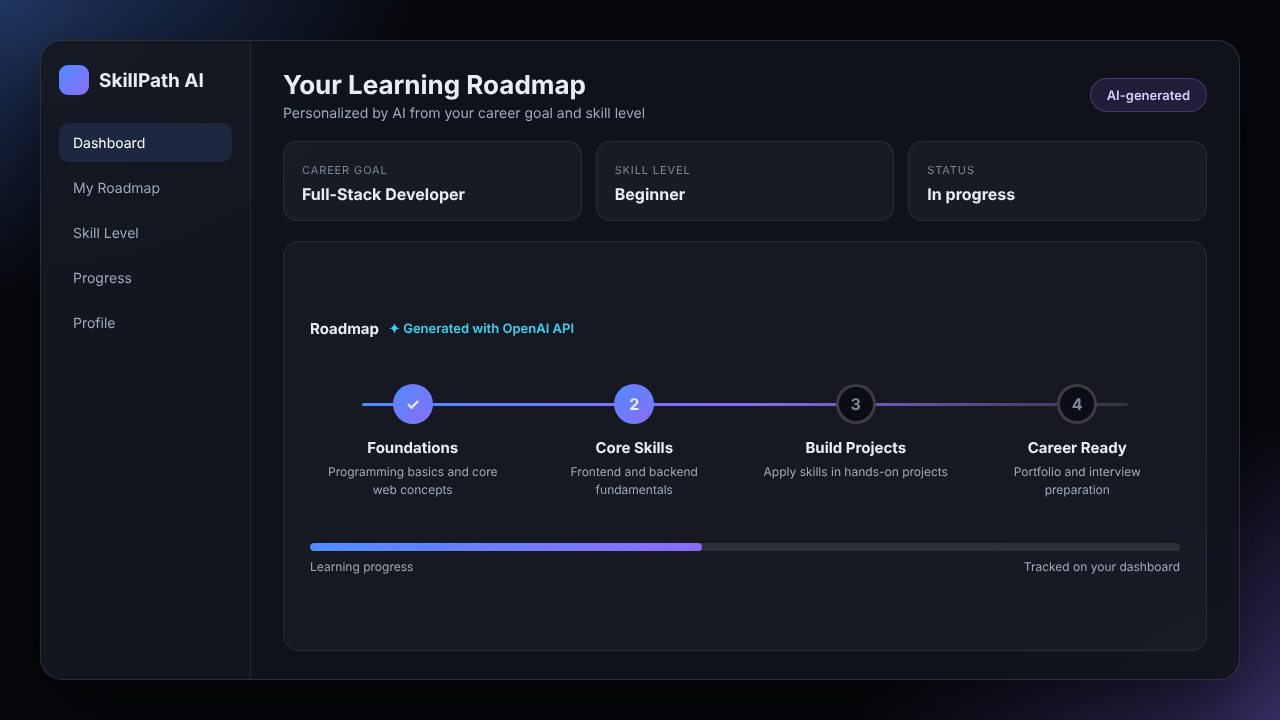 SkillPath AI
Dashboard
My Roadmap
Skill Level
Progress
Profile
Your Learning Roadmap
Personalized by AI from your career goal and skill level
AI-generated
CAREER GOAL
Full-Stack Developer
SKILL LEVEL
Beginner
STATUS
In progress
Roadmap ✦ Generated with OpenAI API
✓
Foundations
Programming basics and core
web concepts
2
Core Skills
Frontend and backend
fundamentals
3
Build Projects
Apply skills in hands-on projects
4
Career Ready
Portfolio and interview
preparation
Learning progress
Tracked on your dashboard